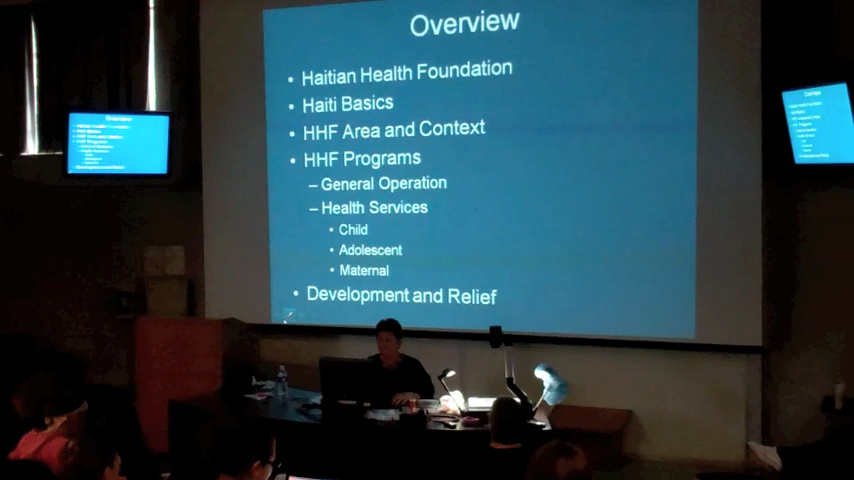 Overview
• Haitian Health Foundation
• Haiti Basics
• HHF Area and Context
• HHF Programs
– General Operation
– Health Services
• Child
• Adolescent
• Maternal
• Development and Relief